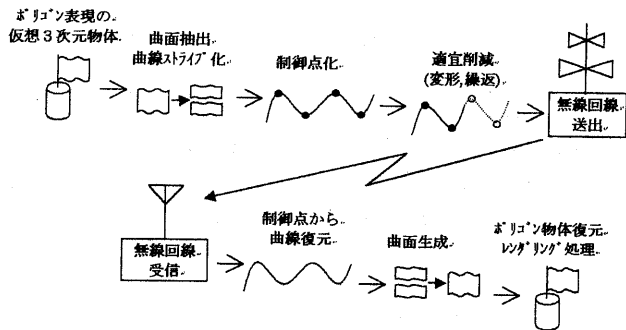 ﾎﾟﾘｺﾞﾝ表現の
仮想３次元物体
曲面抽出
曲線ｽﾄﾗｲﾌﾟ化
制御点化
適宜削減
(変形,繰返)
無線回線
送出
無線回線
受信
制御点から
曲線復元
曲面生成
ﾎﾟﾘｺﾞﾝ物体復元
ﾚﾝﾀﾞﾘﾝｸﾞ処理